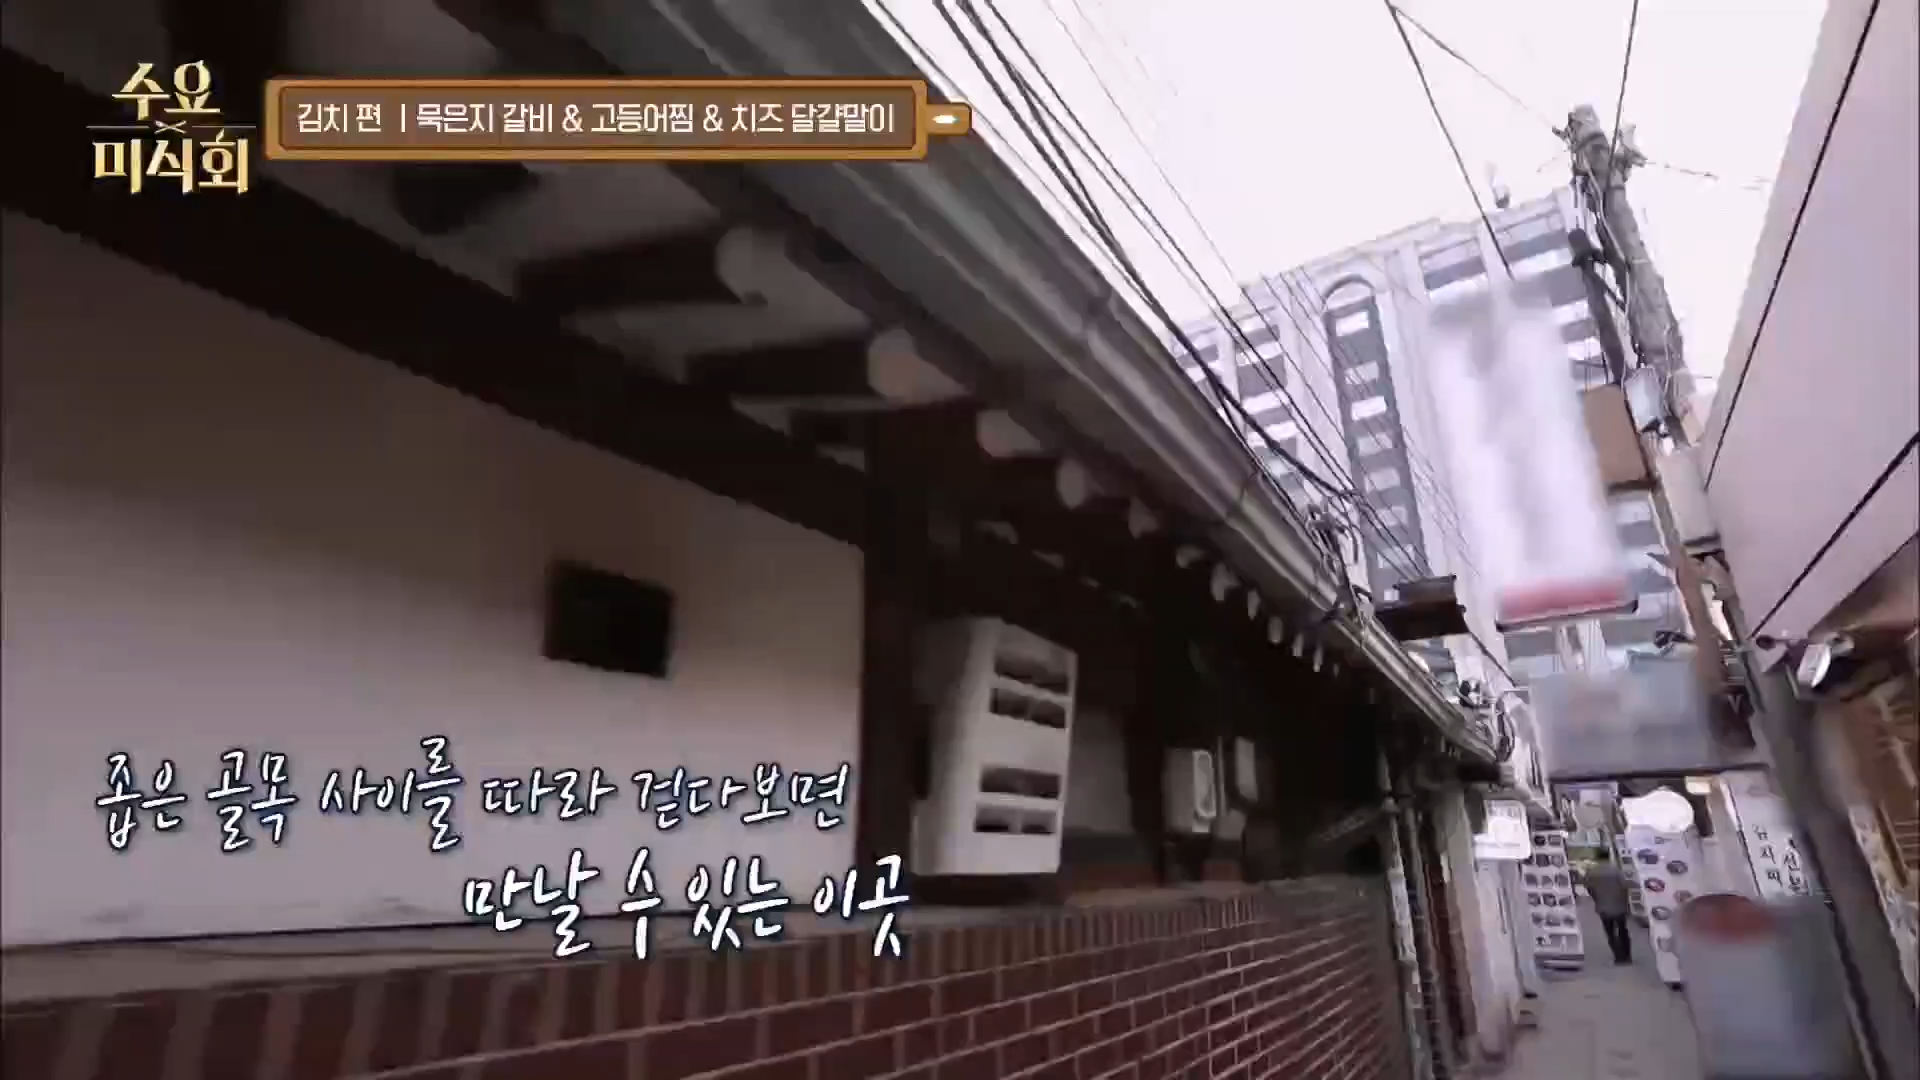 수요
미식회
김치 편 | 묵은지 갈비 & 고등어찜 & 치즈 달걀말이
좁은 골목 사이를 따라 걷다보면
만날 수 있는 이곳